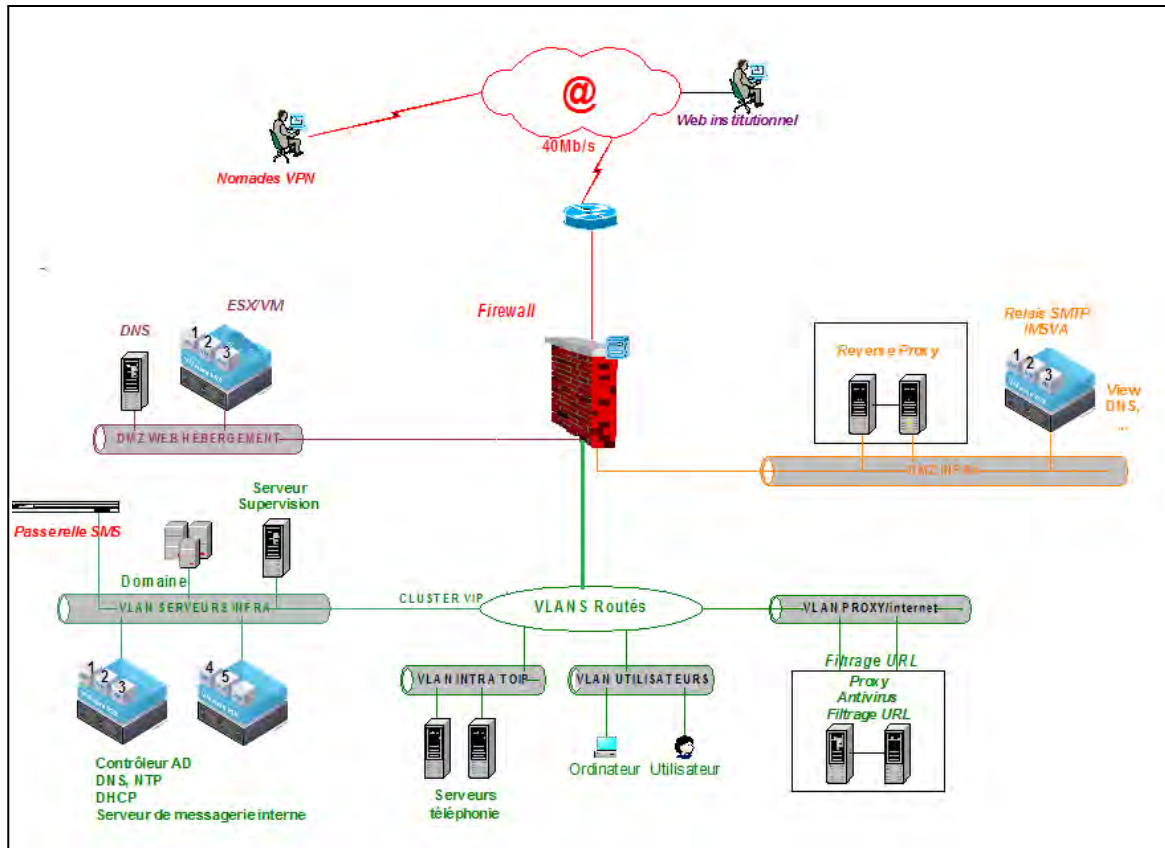 @
40Mb/s
Web institutionnel
Nomades VPN
ESX/VM
DNS
1
2
3
Firewall
Relais SMTP
IMSVA
Reverse Proxy
1
2
3
View
DNS,
...
DMZ WEB HEBERGEMENT
DMZ INFRA
Serveur
Supervision
Passerelle SMS
Domaine
VLAN SERVEURS INFRA
CLUSTER VIP
VLANS Routés
VLAN PROXY/internet
1
2
3
4
5
VLAN INTRA TOIP
VLAN UTILISATEURS
Filtrage URL
Proxy
Antivirus
Filtrage URL
Ordinateur
Utilisateur
Contrôleur AD
DNS, NTP
DHCP
Serveur de messagerie interne
Serveurs
téléphonie